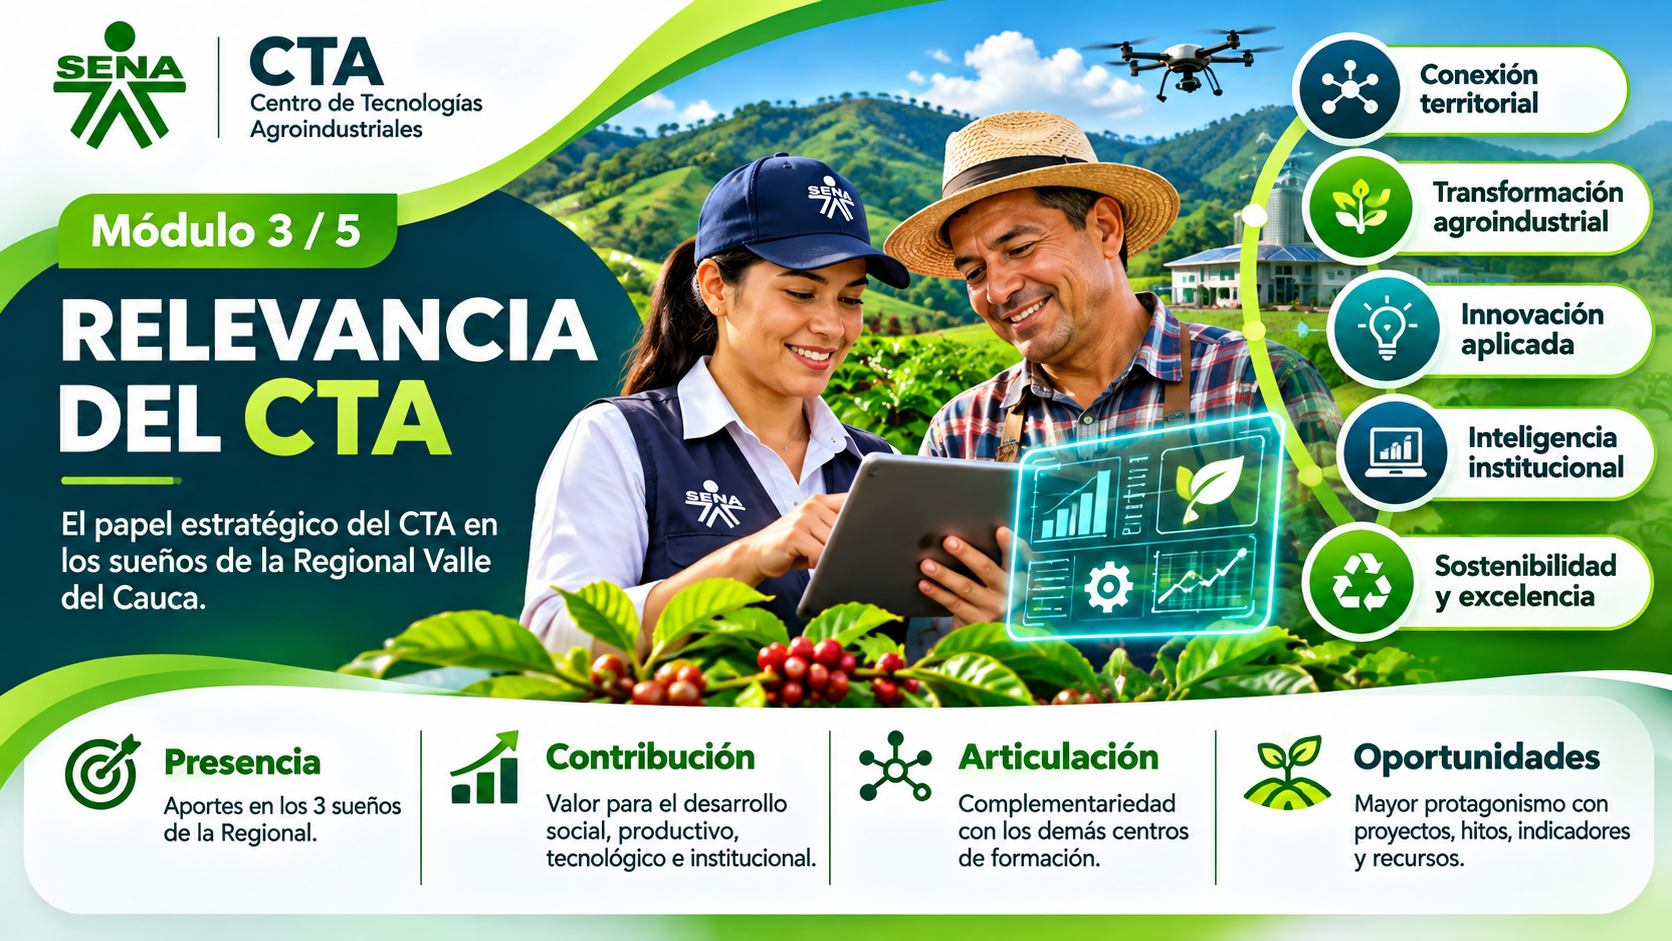 SENA
CTA
Centro de Tecnologías
Agroindustriales
Módulo 3 / 5
RELEVANCIA
DEL CTA
El papel estratégico del CTA en
los sueños de la Regional Valle
del Cauca.
SENA
SENA
Conexión
territorial
Transformación
agroindustrial
Innovación
aplicada
Inteligencia
institucional
Sostenibilidad
y excelencia
Presencia
Aportes en los 3 sueños
de la Regional.
Contribución
Valor para el desarrollo
social, productivo,
tecnológico e institucional.
Articulación
Complementariedad
con los demás centros
de formación.
Oportunidades
Mayor protagonismo con
proyectos, hitos, indicadores
y recursos.